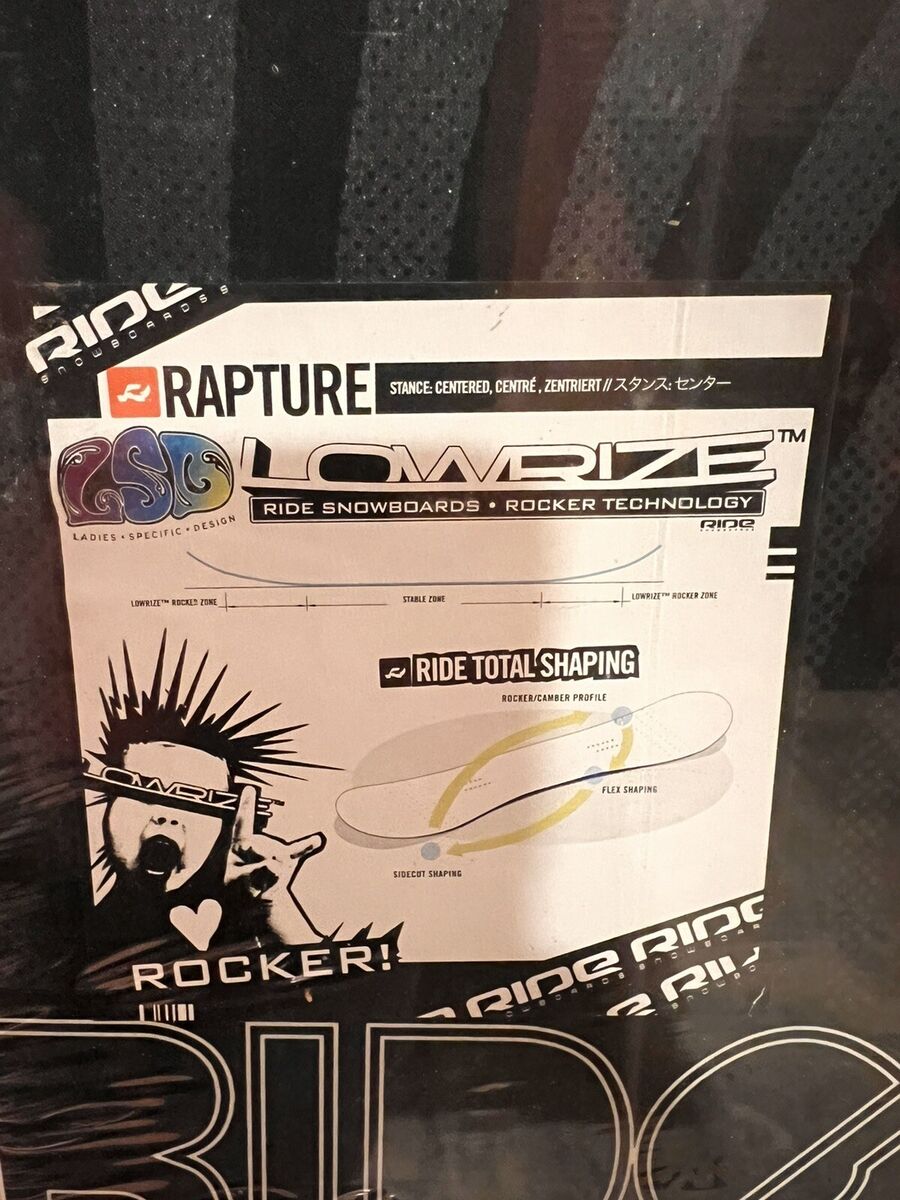 RIDE
SNOWBOARDS
RAPTURE
STANCE: CENTERED, CENTRÉ, ZENTRIERT // スタンス: センター
LSD
LADIES • SPECIFIC • DESIGN
LOWRIZE™
RIDE SNOWBOARDS • ROCKER TECHNOLOGY
RIDE
LOWRIZE™ ROCKER ZONE
STABLE ZONE
LOWRIZE™ ROCKER ZONE
RIDE TOTAL SHAPING
ROCKER/CAMBER PROFILE
FLEX SHAPING
SIDECUT SHAPING
LOWRIZE
ROCKER!
RIDE RIDE
RIDE